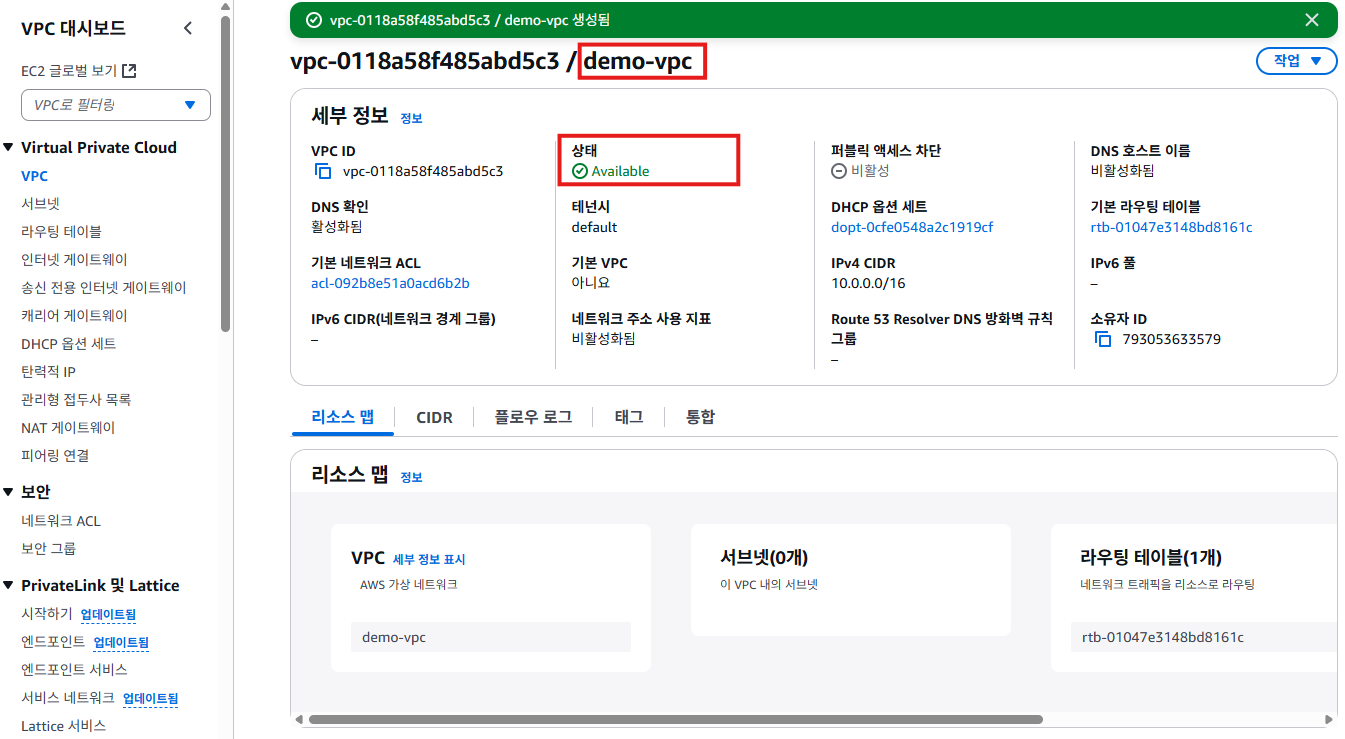 VPC 대시보드
EC2 글로벌 보기
VPC로 필터링
Virtual Private Cloud
VPC
서브넷
라우팅 테이블
인터넷 게이트웨이
송신 전용 인터넷 게이트웨이
캐리어 게이트웨이
DHCP 옵션 세트
탄력적 IP
관리형 접두사 목록
NAT 게이트웨이
피어링 연결
보안
네트워크 ACL
보안 그룹
PrivateLink 및 Lattice
시작하기 업데이트됨
엔드포인트 업데이트됨
엔드포인트 서비스
서비스 네트워크 업데이트됨
Lattice 서비스
vpc-0118a58f485abd5c3 / demo-vpc 생성됨
vpc-0118a58f485abd5c3 / demo-vpc
작업
세부 정보 정보
VPC ID
vpc-0118a58f485abd5c3
상태
Available
퍼블릭 액세스 차단
비활성
DNS 호스트 이름
비활성화됨
DNS 확인
활성화됨
테넌시
default
DHCP 옵션 세트
dopt-0cfe0548a2c1919cf
기본 라우팅 테이블
rtb-01047e3148bd8161c
기본 네트워크 ACL
acl-092b8e51a0acd6b2b
기본 VPC
아니요
IPv4 CIDR
10.0.0.0/16
IPv6 풀
–
IPv6 CIDR(네트워크 경계 그룹)
–
네트워크 주소 사용 지표
비활성화됨
Route 53 Resolver DNS 방화벽 규칙
그룹
–
소유자 ID
793053633579
리소스 맵
CIDR
플로우 로그
태그
통합
리소스 맵 정보
VPC 세부 정보 표시
AWS 가상 네트워크
demo-vpc
서브넷(0개)
이 VPC 내의 서브넷
라우팅 테이블(1개)
네트워크 트래픽을 리소스로 라우팅
rtb-01047e3148bd8161c